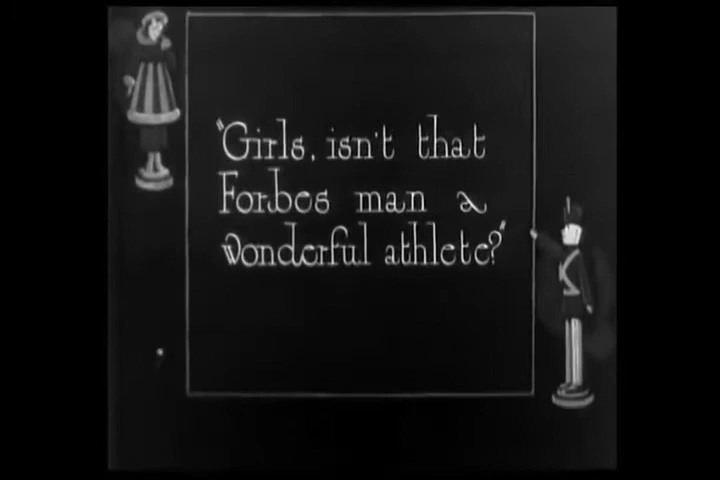 "Girls, isn't that
Forbes man a
wonderful athlete?"